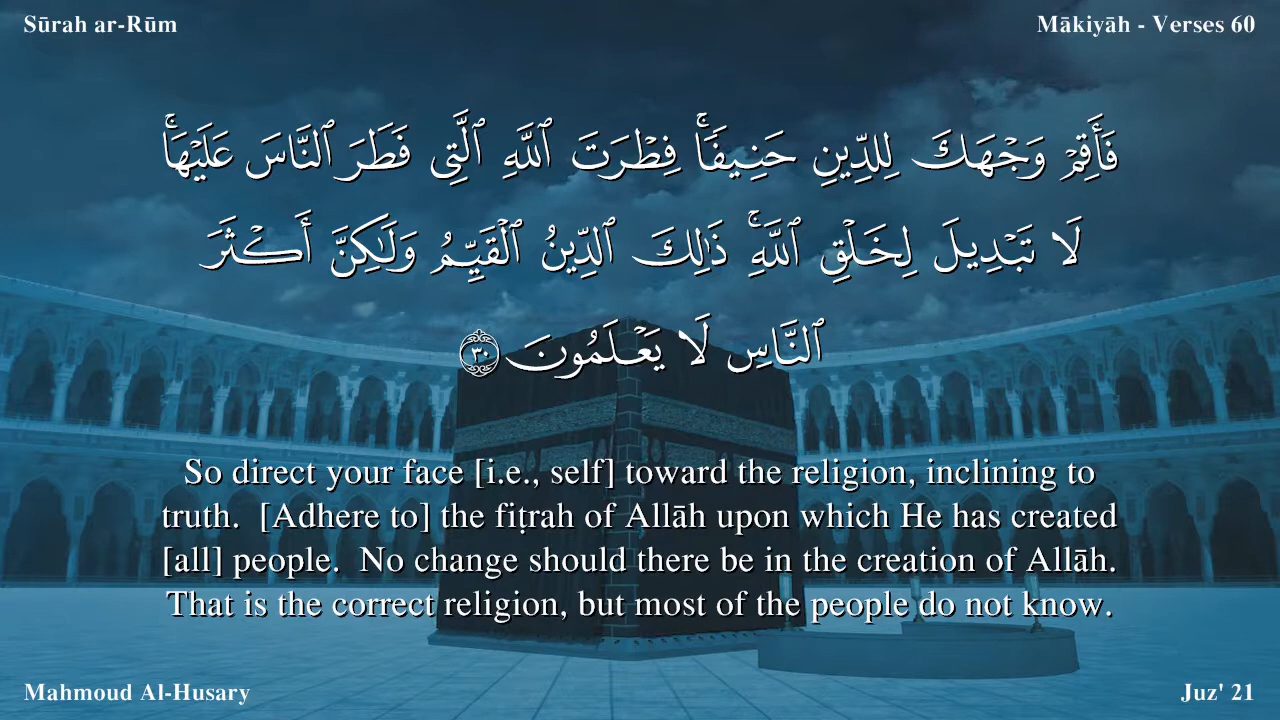 Sūrah ar-Rūm
Mākiyāh - Verses 60
فَأَقِمْ وَجْهَكَ لِلدِّينِ حَنِيفًۭا ۚ فِطْرَتَ ٱللَّهِ ٱلَّتِى فَطَرَ ٱلنَّاسَ عَلَيْهَا ۚ
لَا تَبْدِيلَ لِخَلْقِ ٱللَّهِ ۚ ذَٰلِكَ ٱلدِّينُ ٱلْقَيِّمُ وَلَـٰكِنَّ أَكْثَرَ
ٱلنَّاسِ لَا يَعْلَمُونَ ٣٠
So direct your face [i.e., self] toward the religion, inclining to
truth.  [Adhere to] the fiṭrah of Allāh upon which He has created
[all] people.  No change should there be in the creation of Allāh.
That is the correct religion, but most of the people do not know.
Mahmoud Al-Husary
Juz' 21